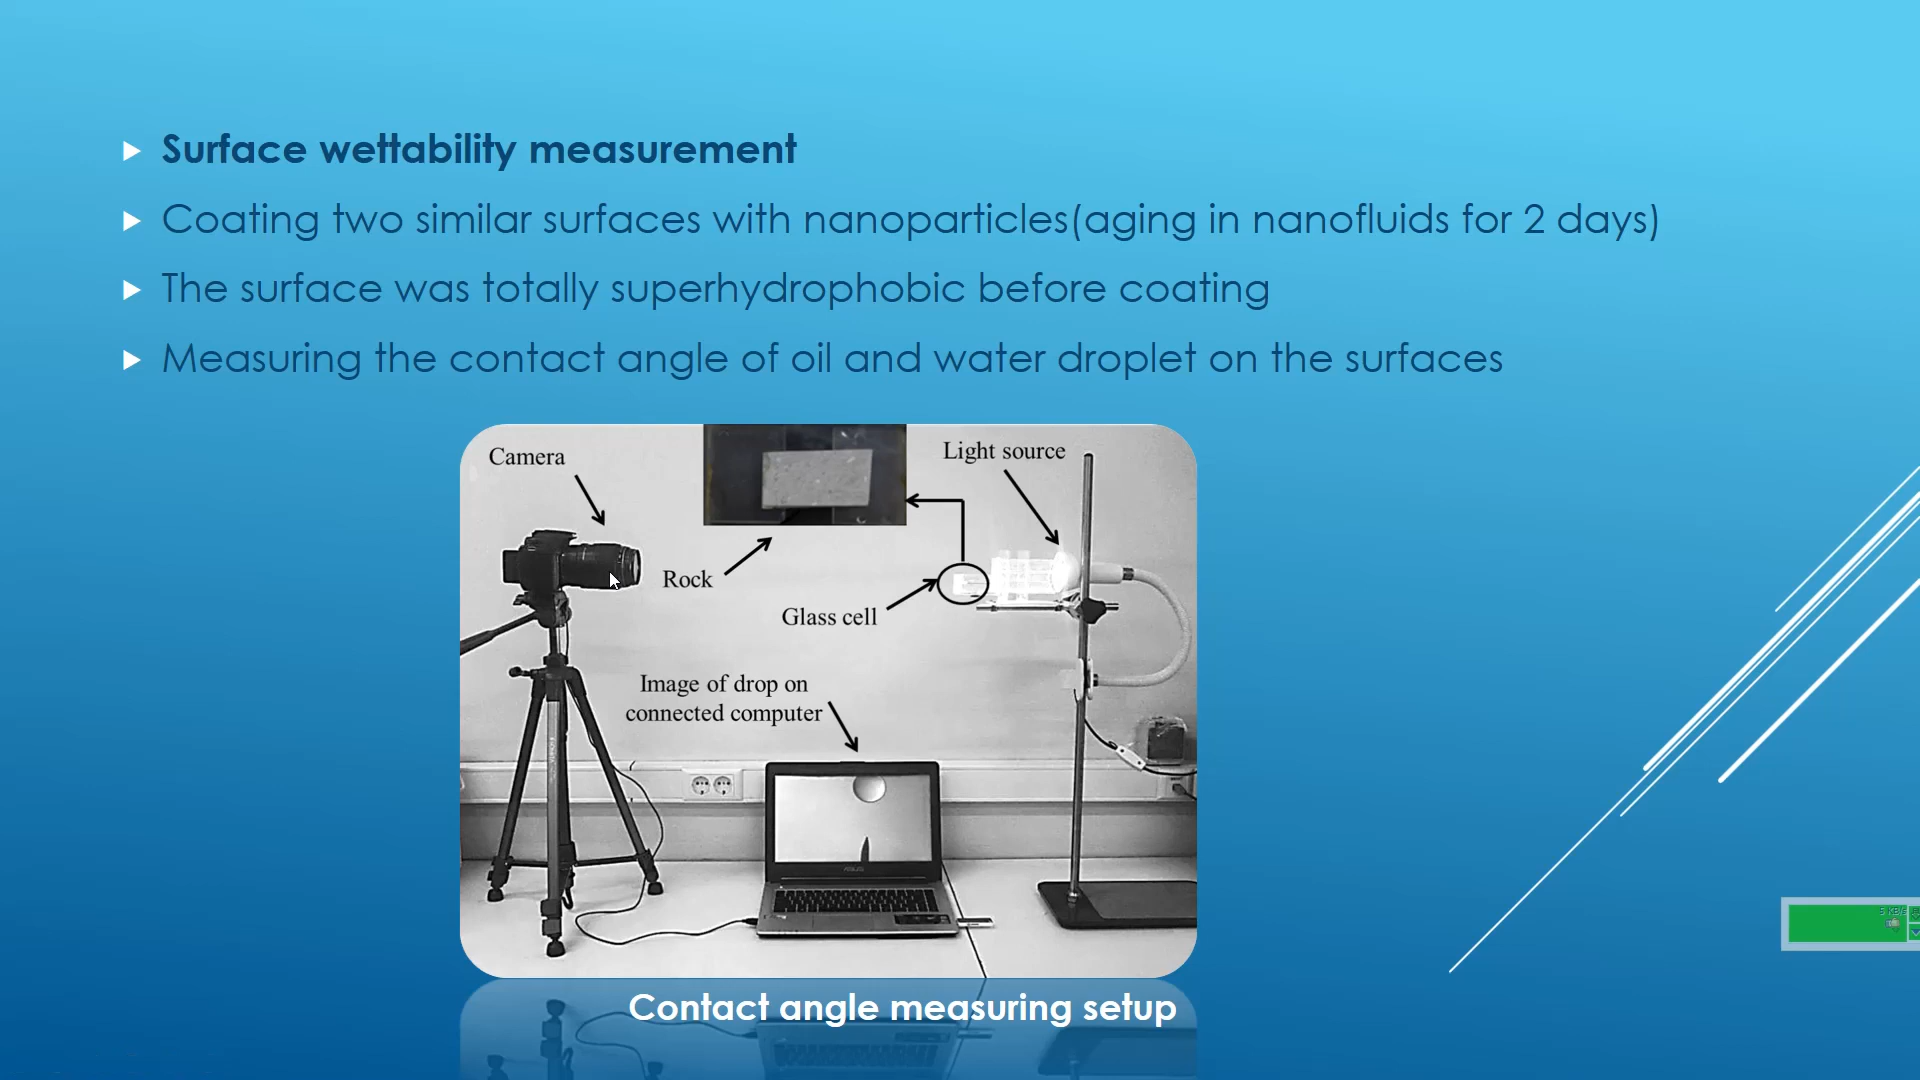 Surface wettability measurement
Coating two similar surfaces with nanoparticles(aging in nanofluids for 2 days)
The surface was totally superhydrophobic before coating
Measuring the contact angle of oil and water droplet on the surfaces
Camera
Light source
Rock
Glass cell
Image of drop on
connected computer
ASUS
Contact angle measuring setup